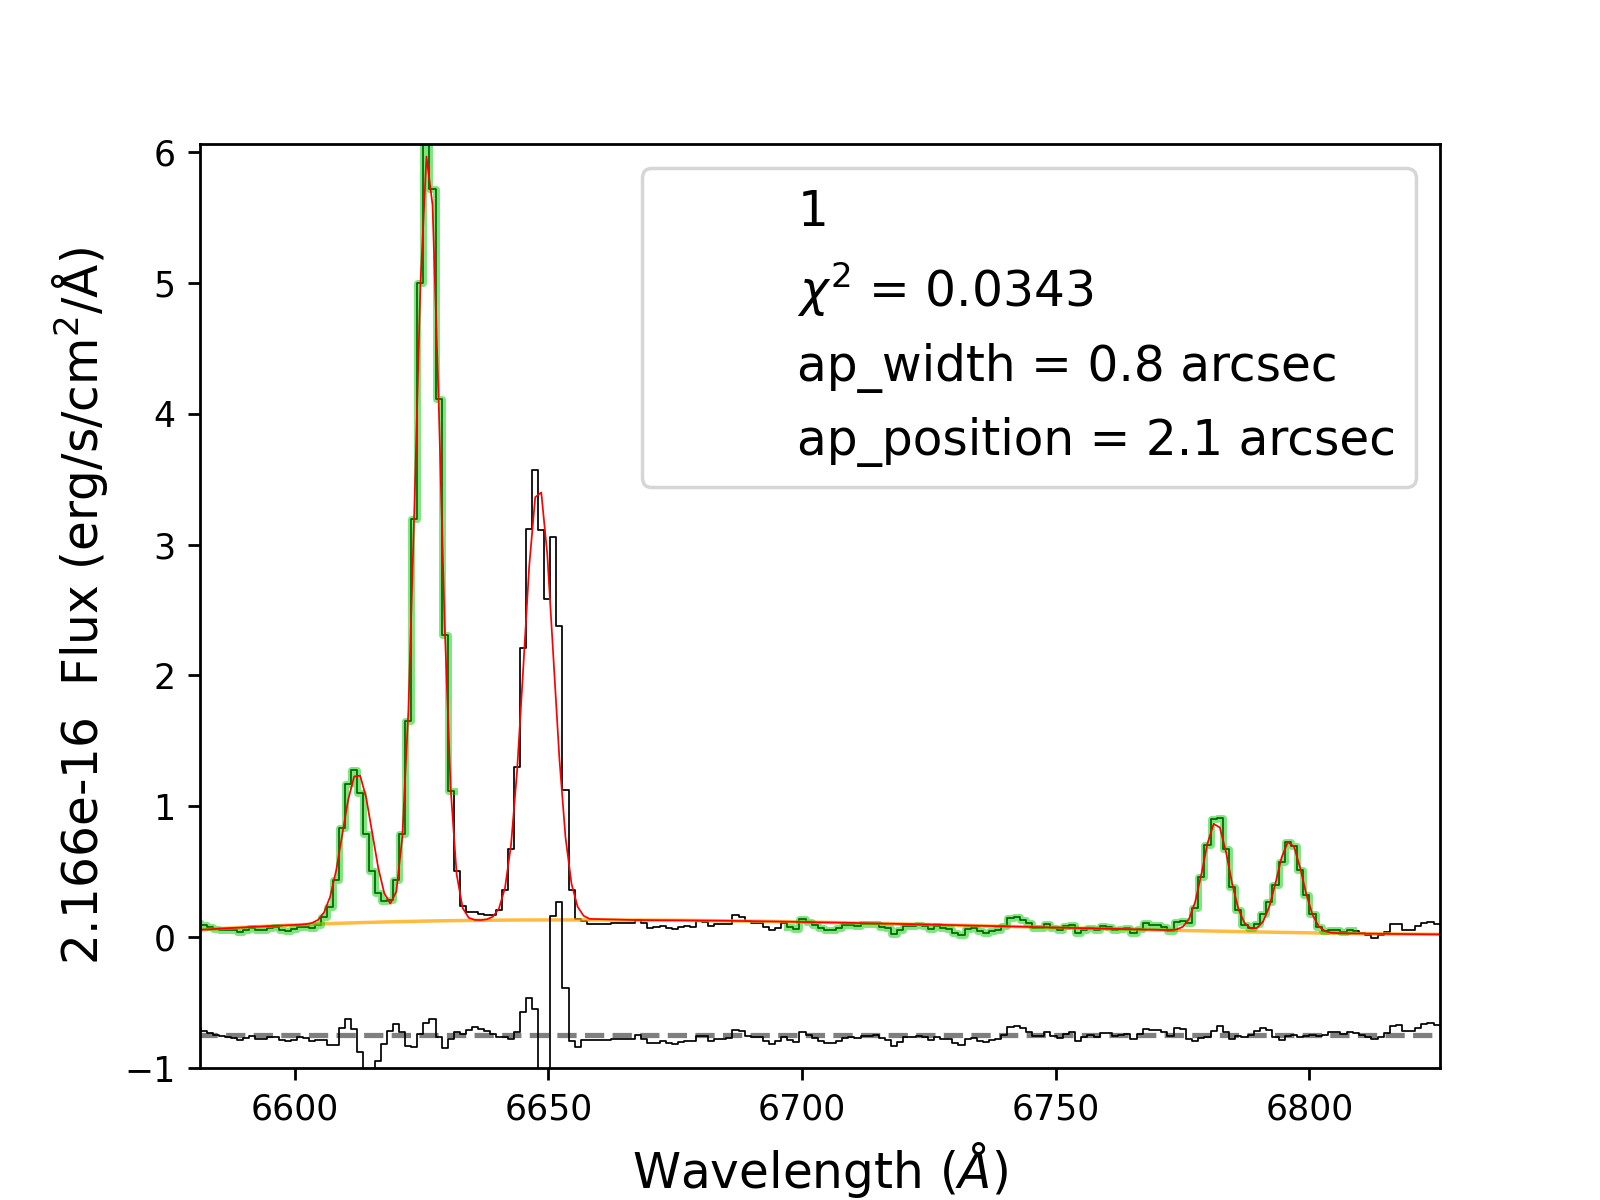 6
5
4
3
2
1
0
−1
6600 6650 6700 6750 6800
Wavelength (Å)
2.166e-16 Flux (erg/s/cm²/Å)
1
χ² = 0.0343
ap_width = 0.8 arcsec
ap_position = 2.1 arcsec